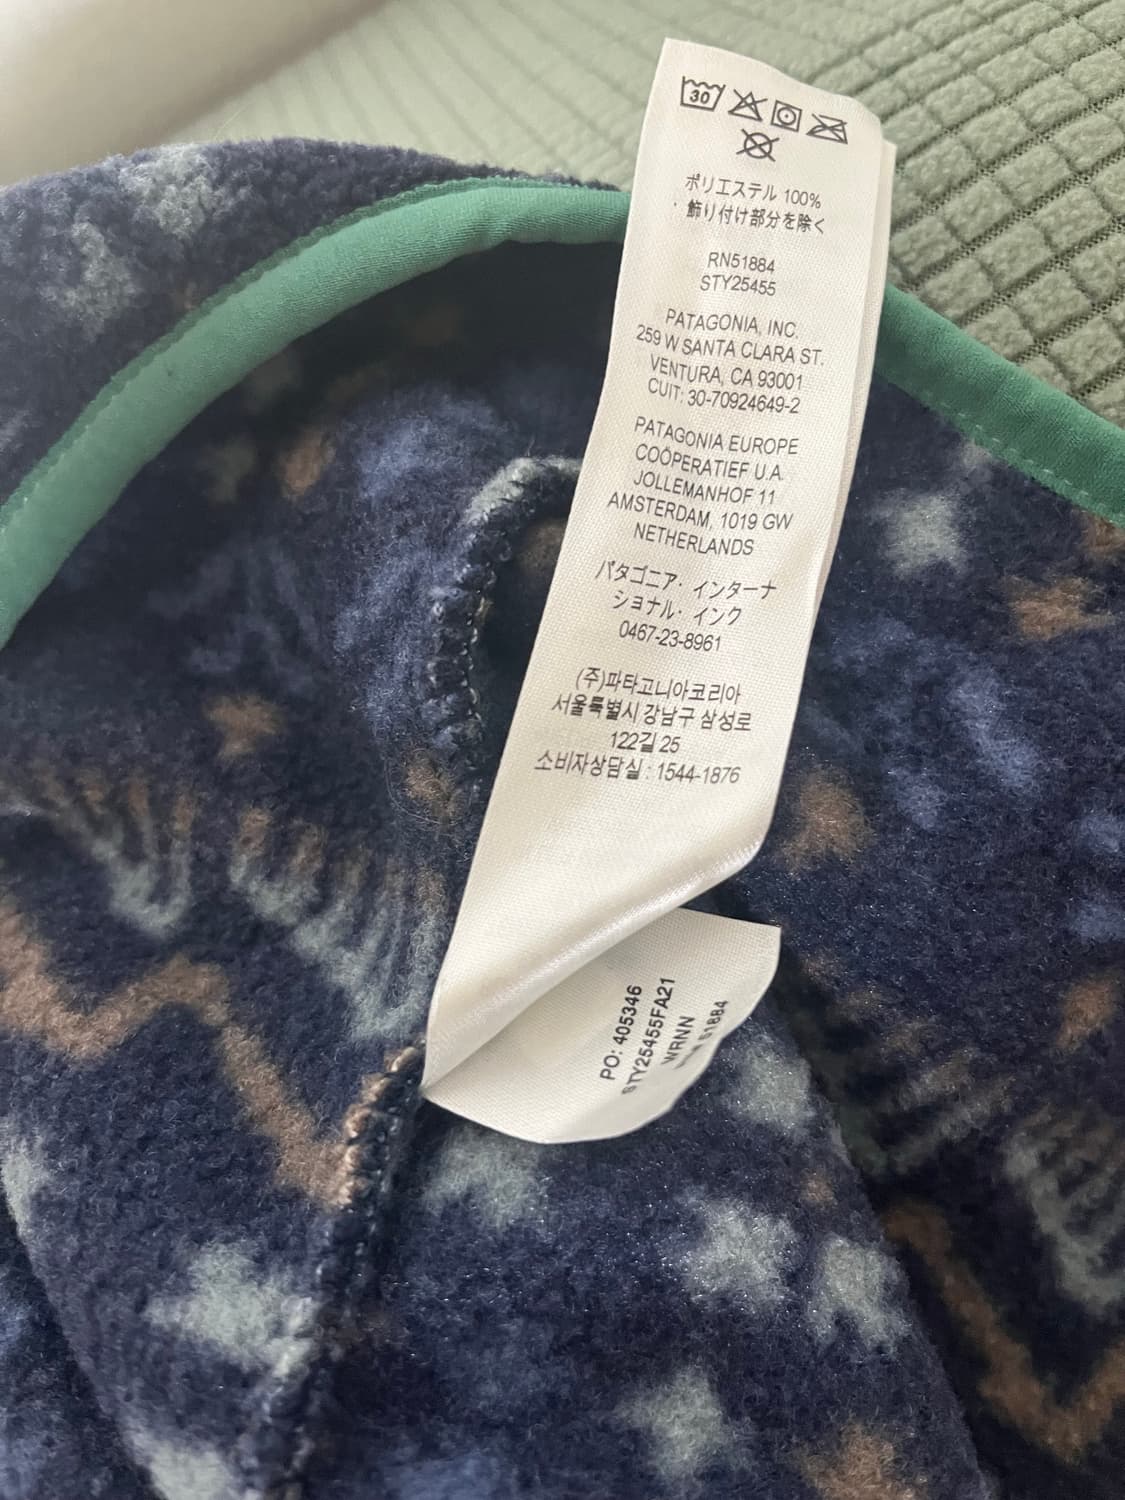 30
ポリエステル 100%
・飾り付け部分を除く
RN51884
STY25455
PATAGONIA, INC.
259 W SANTA CLARA ST.
VENTURA, CA 93001
CUIT: 30-70924649-2
PATAGONIA EUROPE
COÖPERATIEF U.A.
JOLLEMANHOF 11
AMSTERDAM, 1019 GW
NETHERLANDS
パタゴニア・インターナ
ショナル・インク
0467-23-8961
(주)파타고니아코리아
서울특별시 강남구 삼성로
122길 25
소비자상담실 : 1544-1876
PO: 405346
STY25455FA21
WRNN
51884